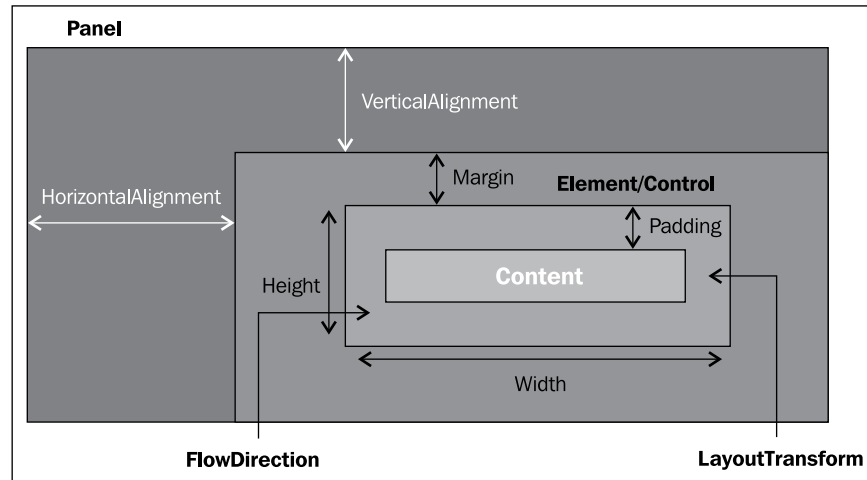 Panel
VerticalAlignment
Margin
Element/Control
HorizontalAlignment
Padding
Content
Height
Width
FlowDirection
LayoutTransform